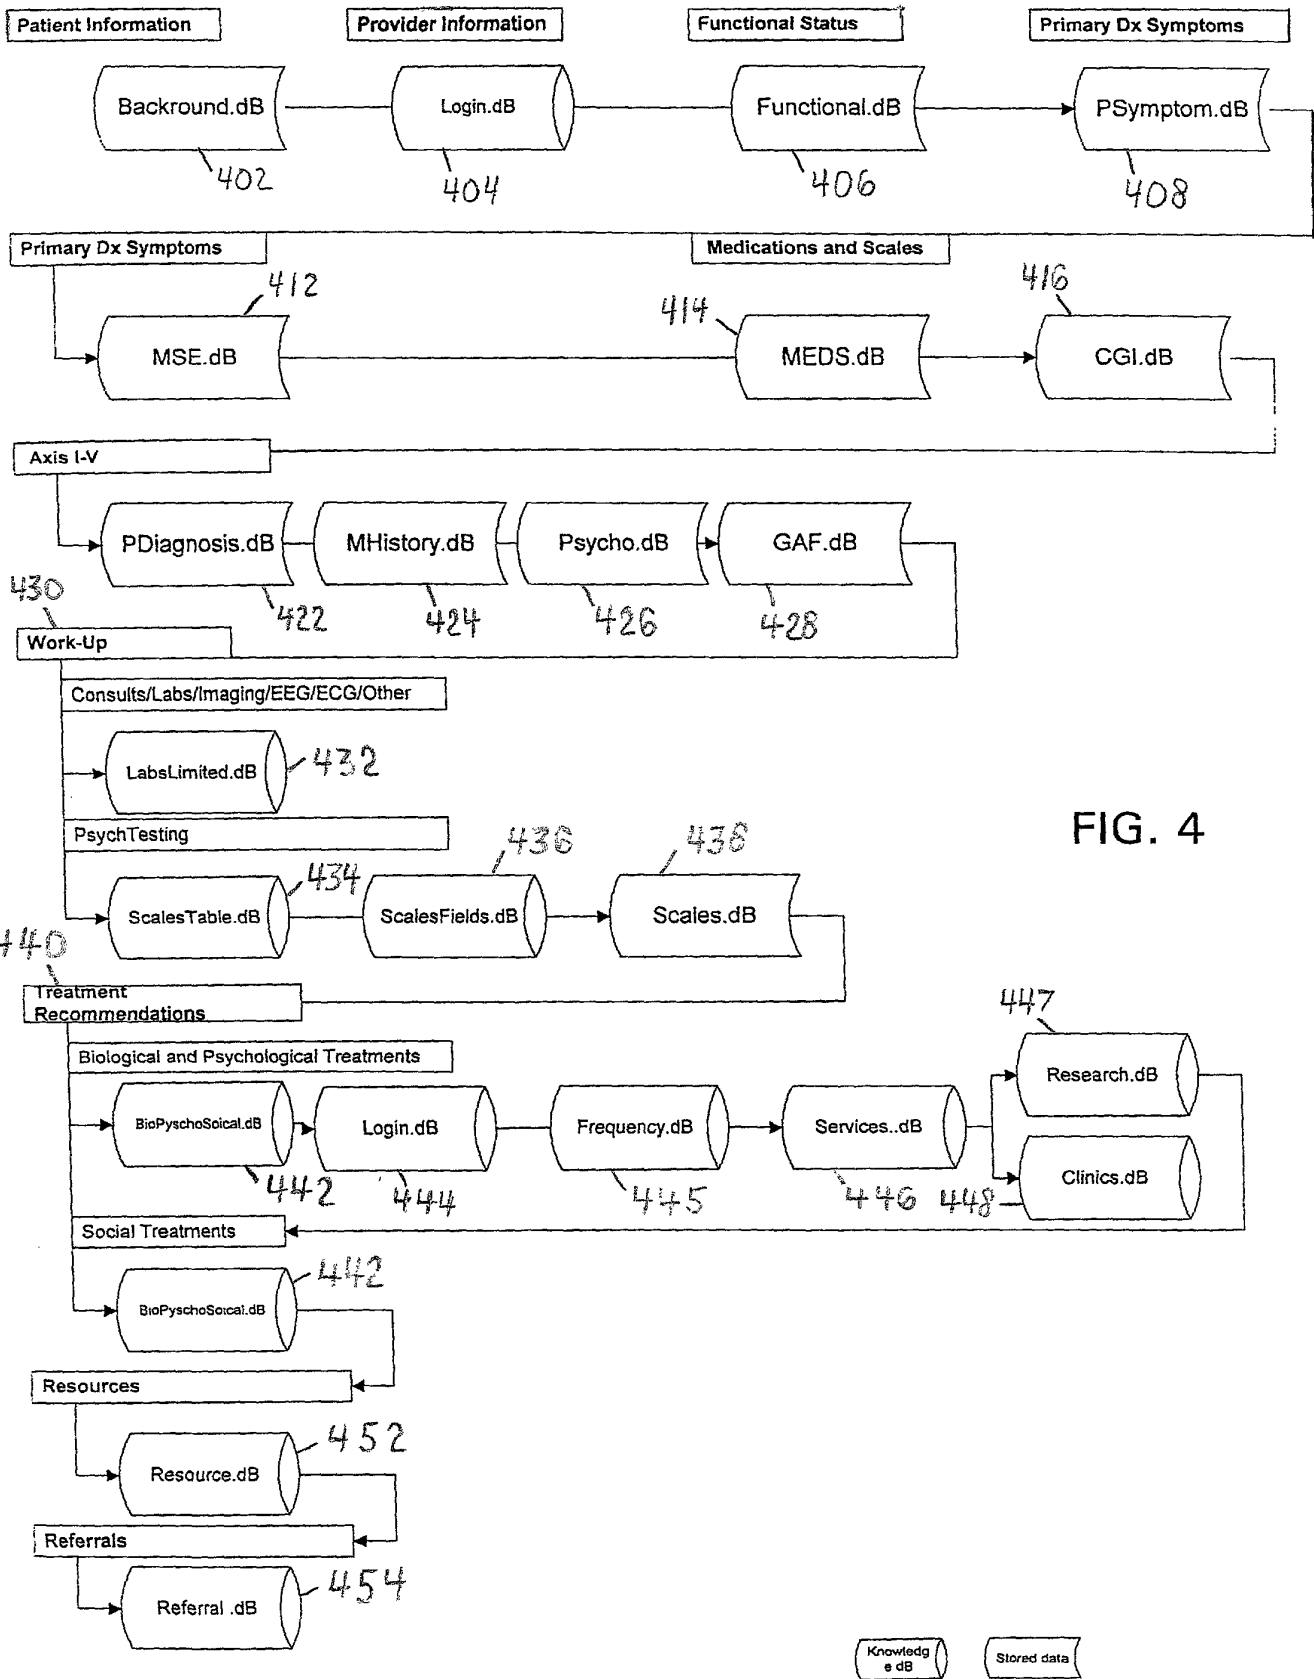 Patient Information
Provider Information
Functional Status
Primary Dx Symptoms
Backround.dB
Login.dB
Functional.dB
PSymptom.dB
402
404
406
408
Primary Dx Symptoms
Medications and Scales
412
414
416
MSE.dB
MEDS.dB
CGI.dB
Axis I-V
PDiagnosis.dB
MHistory.dB
Psycho.dB
GAF.dB
422
424
426
428
430
Work-Up
Consults/Labs/Imaging/EEG/ECG/Other
LabsLimited.dB
432
FIG. 4
PsychTesting
434
436
438
ScalesTable.dB
ScalesFields.dB
Scales.dB
440
Treatment
Recommendations
447
Biological and Psychological Treatments
Research.dB
BioPyschoSoical.dB
Login.dB
Frequency.dB
Services..dB
Clinics.dB
442
444
445
446
448
Social Treatments
442
BioPyschoSoical.dB
Resources
452
Resource.dB
Referrals
454
Referral .dB
Knowledg
e dB
Stored data